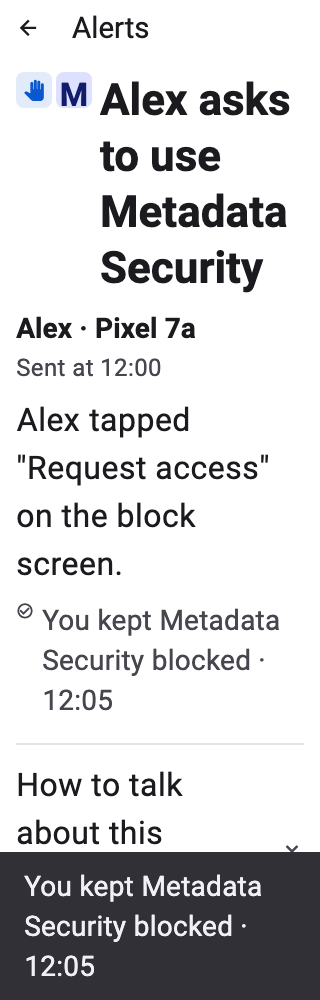 Alerts
M
Alex asks
to use
Metadata
Security
Alex · Pixel 7a
Sent at 12:00
Alex tapped
"Request access"
on the block
screen.
You kept Metadata
Security blocked ·
12:05
How to talk
about this
You kept Metadata
Security blocked ·
12:05